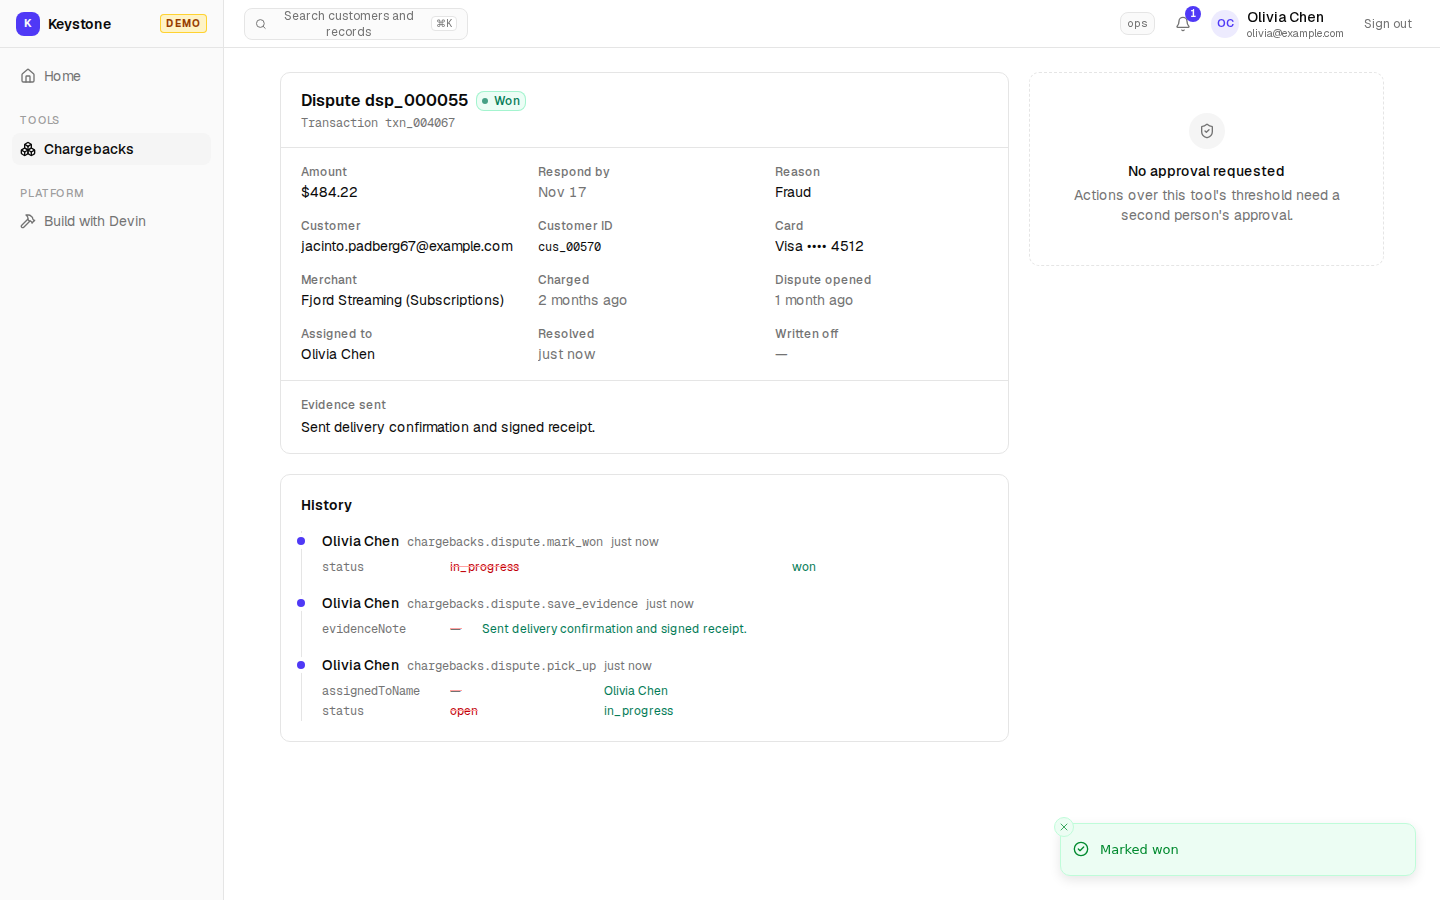 K Keystone DEMO
Search customers and records ⌘K
ops
1
OC
Olivia Chen
olivia@example.com
Sign out
Home
TOOLS
Chargebacks
PLATFORM
Build with Devin
Dispute dsp_000055 Won
Transaction txn_004067
Amount Respond by Reason
$484.22 Nov 17 Fraud
Customer Customer ID Card
jacinto.padberg67@example.com cus_00570 Visa •••• 4512
Merchant Charged Dispute opened
Fjord Streaming (Subscriptions) 2 months ago 1 month ago
Assigned to Resolved Written off
Olivia Chen just now —
Evidence sent
Sent delivery confirmation and signed receipt.
No approval requested
Actions over this tool's threshold need a
second person's approval.
History
Olivia Chen chargebacks.dispute.mark_won just now
status in_progress won
Olivia Chen chargebacks.dispute.save_evidence just now
evidenceNote — Sent delivery confirmation and signed receipt.
Olivia Chen chargebacks.dispute.pick_up just now
assignedToName — Olivia Chen
status open in_progress
Marked won